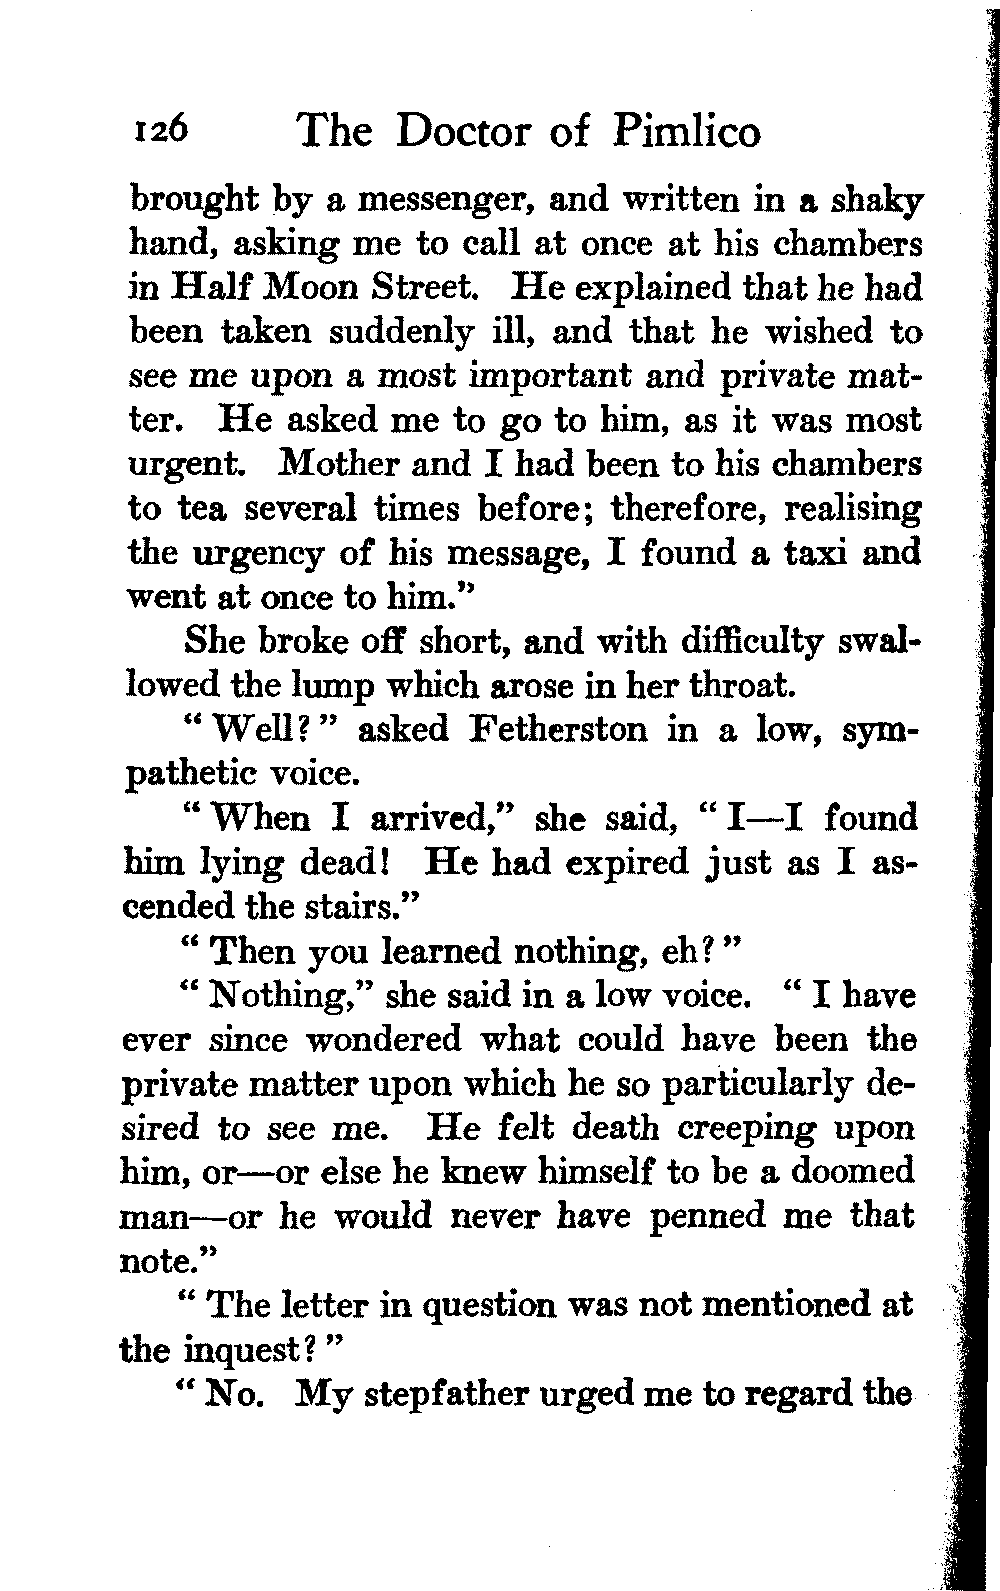 126 The Doctor of Pimlico
brought by a messenger, and written in a shaky
hand, asking me to call at once at his chambers
in Half Moon Street. He explained that he had
been taken suddenly ill, and that he wished to
see me upon a most important and private mat-
ter. He asked me to go to him, as it was most
urgent. Mother and I had been to his chambers
to tea several times before; therefore, realising
the urgency of his message, I found a taxi and
went at once to him."
She broke off short, and with difficulty swal-
lowed the lump which arose in her throat.
"Well?" asked Fetherston in a low, sym-
pathetic voice.
"When I arrived," she said, "I—I found
him lying dead! He had expired just as I as-
cended the stairs."
"Then you learned nothing, eh?"
"Nothing," she said in a low voice. "I have
ever since wondered what could have been the
private matter upon which he so particularly de-
sired to see me. He felt death creeping upon
him, or—or else he knew himself to be a doomed
man—or he would never have penned me that
note."
"The letter in question was not mentioned at
the inquest?"
"No. My stepfather urged me to regard the